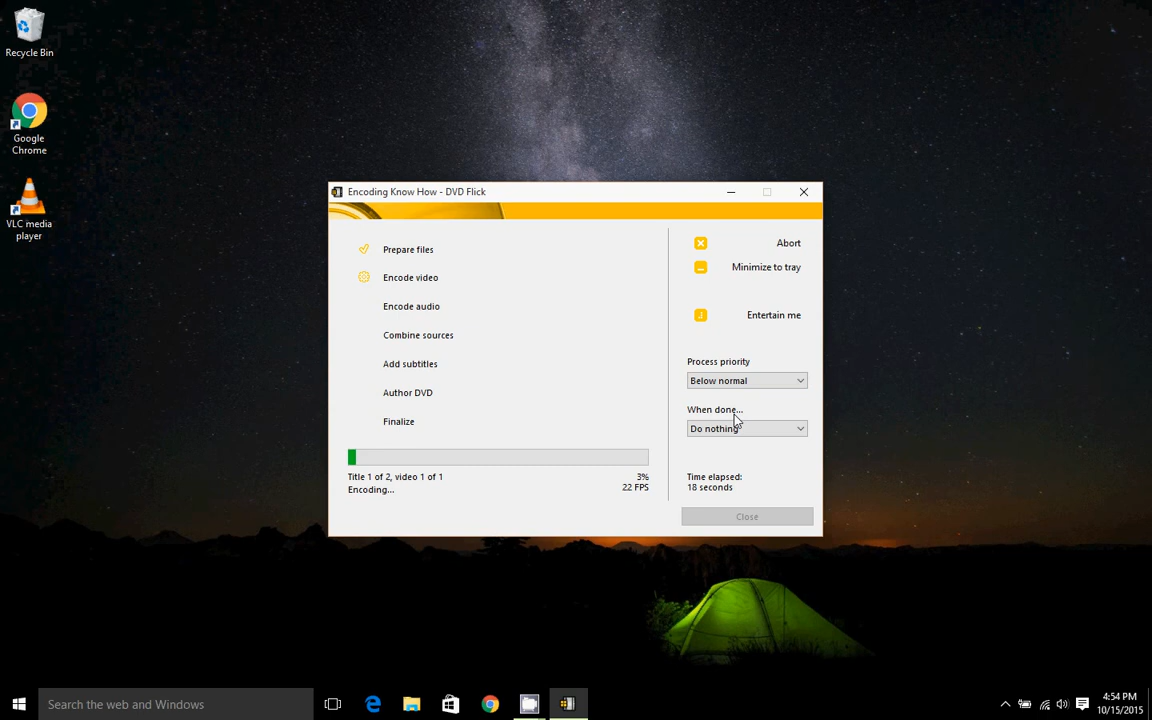 Recycle Bin
Google
Chrome
VLC media
player
Encoding Know How - DVD Flick
Prepare files
Encode video
Encode audio
Combine sources
Add subtitles
Author DVD
Finalize
Title 1 of 2, video 1 of 1
3%
Encoding...
22 FPS
Abort
Minimize to tray
Entertain me
Process priority
Below normal
When done...
Do nothing
Time elapsed:
18 seconds
Close
Search the web and Windows
4:54 PM
10/15/2015